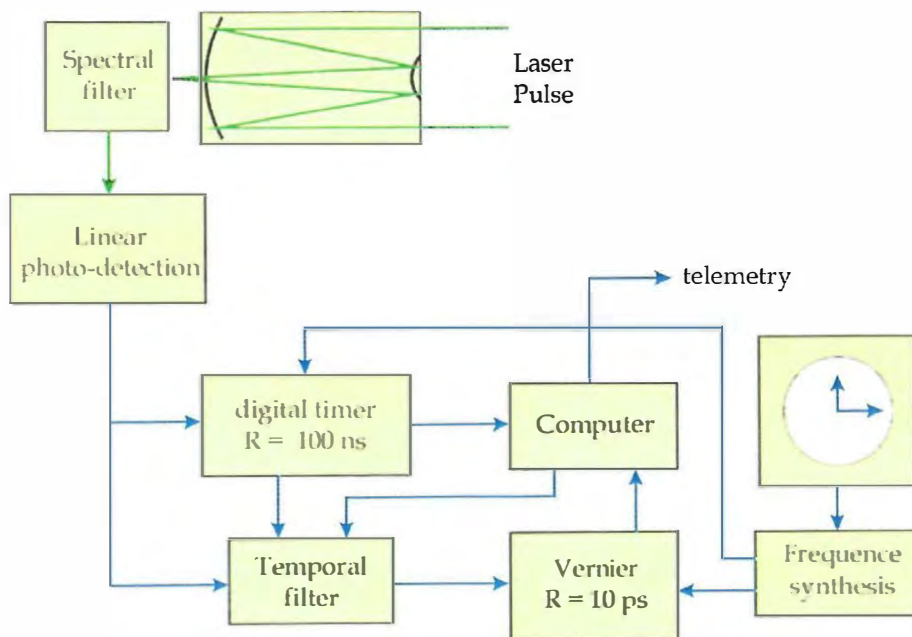 Spectral
filter
Laser
Pulse
Linear
photo-detection
telemetry
digital timer
R = 100 ns
Computer
Temporal
filter
Vernier
R = 10 ps
Frequence
synthesis